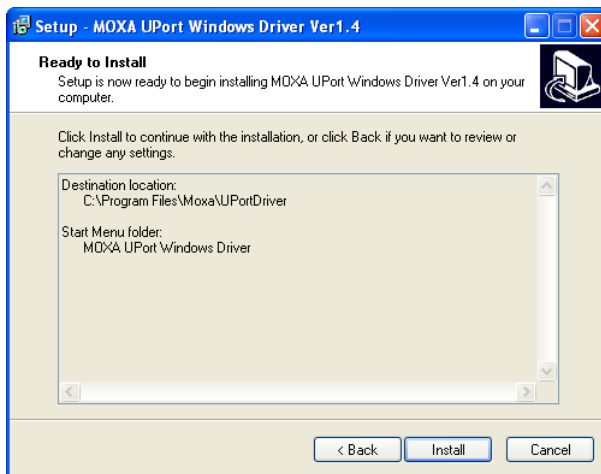 Setup - MOXA UPort Windows Driver Ver1.4
Ready to Install
Setup is now ready to begin installing MOXA UPort Windows Driver Ver1.4 on your
computer.
Click Install to continue with the installation, or click Back if you want to review or
change any settings.
Destination location:
C:\Program Files\Moxa\UPortDriver
Start Menu folder:
MOXA UPort Windows Driver
< Back
Install
Cancel